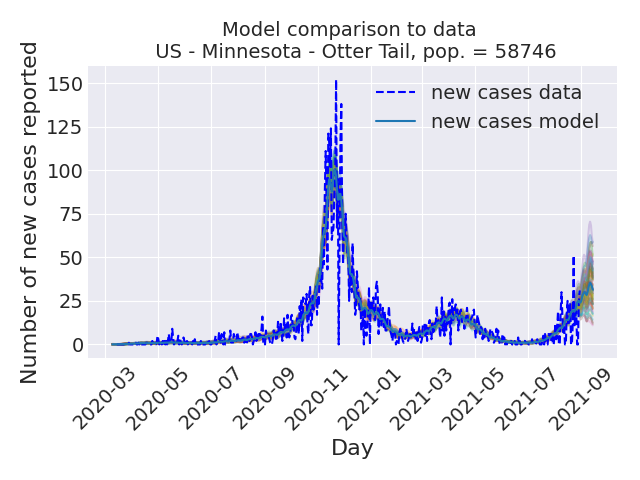 Model comparison to data
US - Minnesota - Otter Tail, pop. = 58746
Number of new cases reported
150
125
100
75
50
25
0
new cases data
new cases model
2020-03
2020-05
2020-07
2020-09
2020-11
2021-01
2021-03
2021-05
2021-07
2021-09
Day